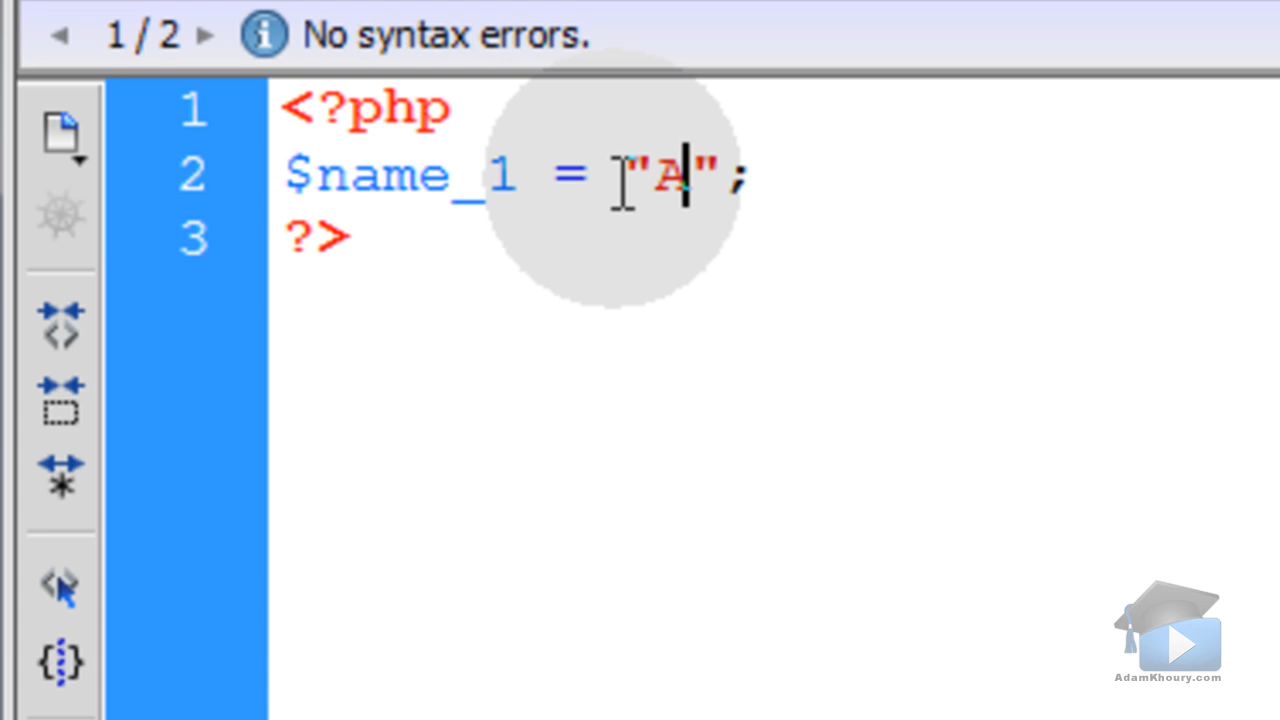 1 / 2 No syntax errors.
1 <?php
2 $name_1 = "A";
3 ?>
AdamKhoury.com